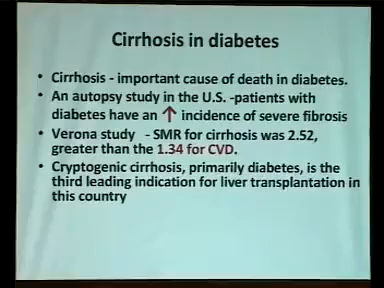 Cirrhosis in diabetes
• Cirrhosis - important cause of death in diabetes.
• An autopsy study in the U.S. -patients with
diabetes have an ↑ incidence of severe fibrosis
• Verona study - SMR for cirrhosis was 2.52,
greater than the 1.34 for CVD.
• Cryptogenic cirrhosis, primarily diabetes, is the
third leading indication for liver transplantation in
this country